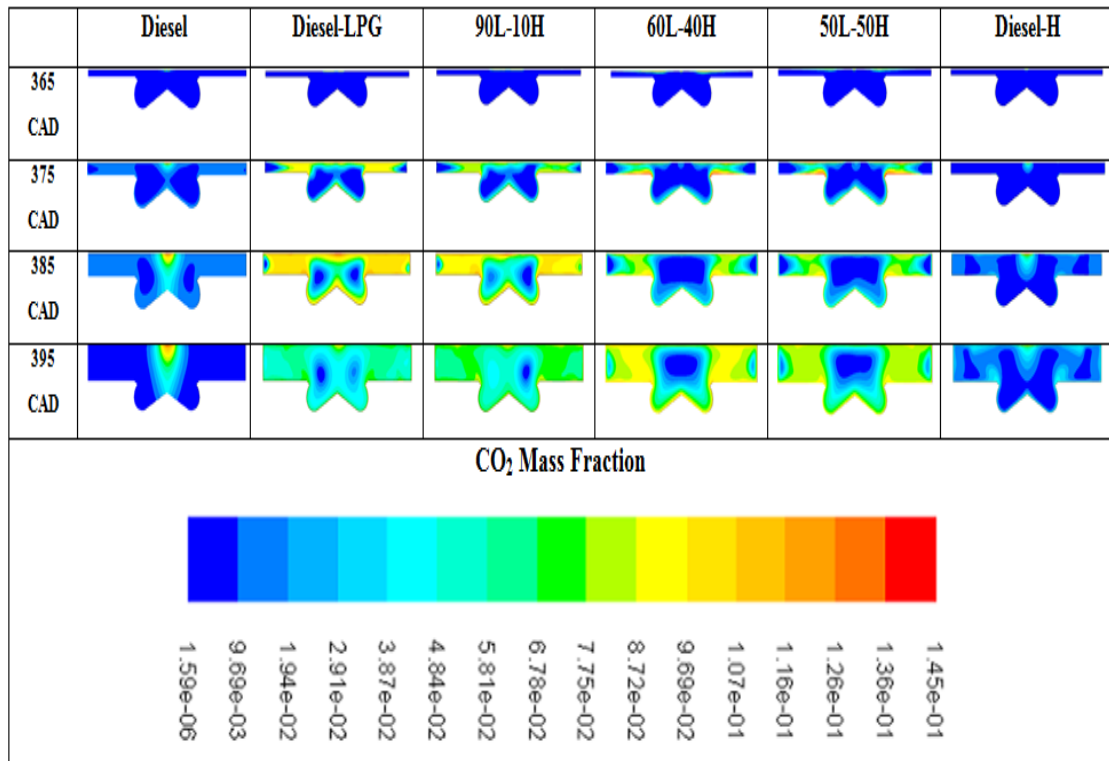 Diesel Diesel-LPG 90L-10H 60L-40H 50L-50H Diesel-H
365
CAD
375
CAD
385
CAD
395
CAD
CO₂ Mass Fraction
1.59e-06
9.69e-03
1.94e-02
2.91e-02
3.87e-02
4.84e-02
5.81e-02
6.78e-02
7.75e-02
8.72e-02
9.69e-02
1.07e-01
1.16e-01
1.26e-01
1.36e-01
1.45e-01